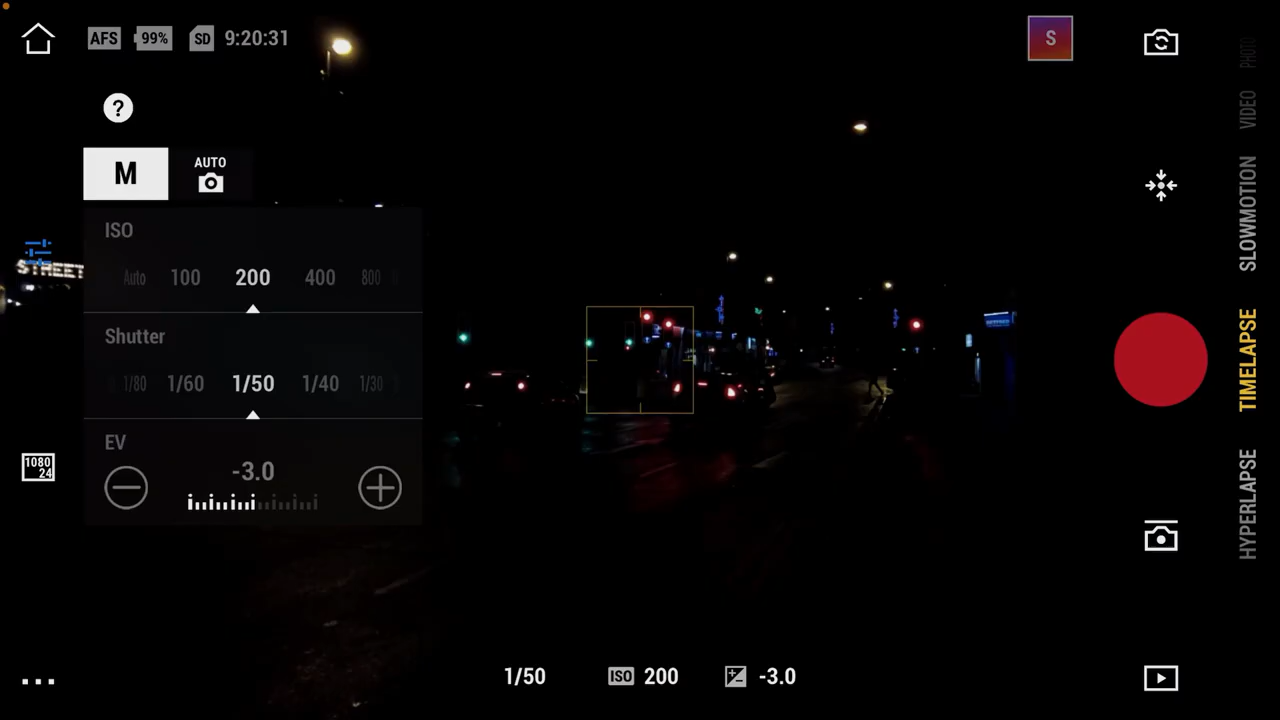 AFS 99% SD 9:20:31
S
?
M AUTO
ISO
Auto 100 200 400 800
STREET
Shutter
1/80 1/60 1/50 1/40 1/30
EV
-3.0
1080
24
1/50 ISO 200 -3.0
PHOTO
VIDEO
SLOWMOTION
TIMELAPSE
HYPERLAPSE